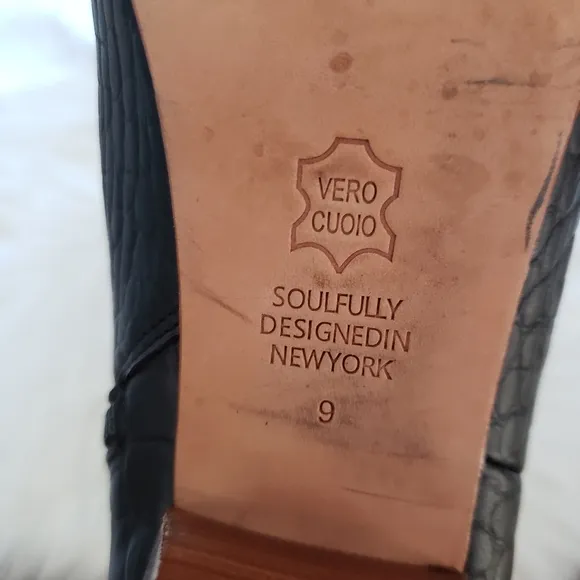 VERO
CUOIO
SOULFULLY
DESIGNEDIN
NEWYORK
9